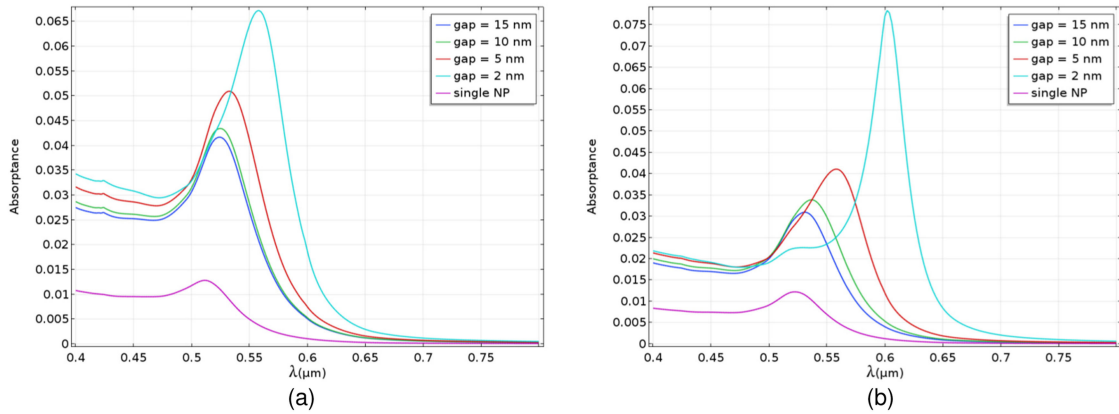 0.065
0.06
0.055
0.05
0.045
0.04
0.035
0.03
0.025
0.02
0.015
0.01
0.005
0
Absorptance
gap = 15 nm
gap = 10 nm
gap = 5 nm
gap = 2 nm
single NP
0.4 0.45 0.5 0.55 0.6 0.65 0.7 0.75
λ(μm)
(a)
0.075
0.07
0.065
0.06
0.055
0.05
0.045
0.04
0.035
0.03
0.025
0.02
0.015
0.01
0.005
0
Absorptance
gap = 15 nm
gap = 10 nm
gap = 5 nm
gap = 2 nm
single NP
0.4 0.45 0.5 0.55 0.6 0.65 0.7 0.75
λ(μm)
(b)